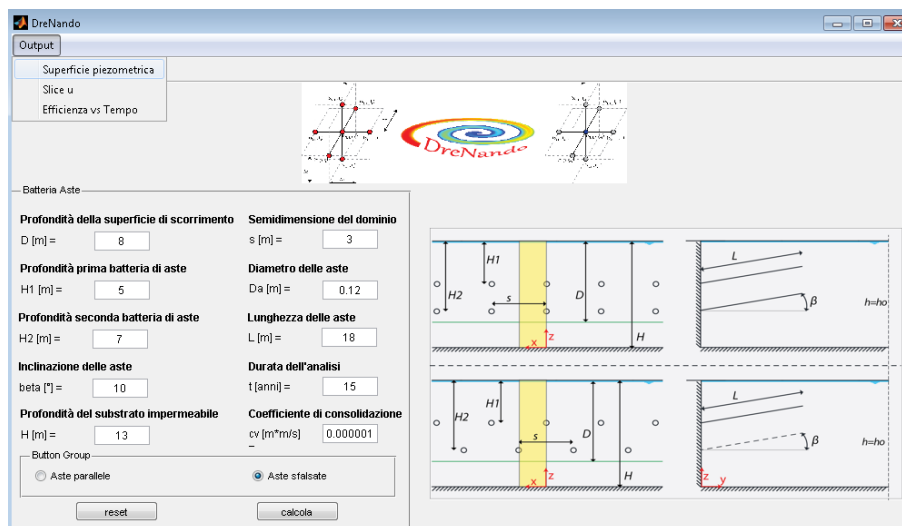 DreNando
Output
Superficie piezometrica
Slice u
Efficienza vs Tempo
DreNando
Batteria Aste
Profondità della superficie di scorrimento
D [m] = 8
Semidimensione del dominio
s [m] = 3
Profondità prima batteria di aste
H1 [m] = 5
Diametro delle aste
Da [m] = 0.12
Profondità seconda batteria di aste
H2 [m] = 7
Lunghezza delle aste
L [m] = 18
Inclinazione delle aste
beta [°] = 10
Durata dell'analisi
t [anni] = 15
Profondità del substrato impermeabile
H [m] = 13
Coefficiente di consolidazione
cv [m*m/s] 0.000001
Button Group
Aste parallele
Aste sfalsate
reset
calcola
H1
H2
s
D
H
z
x
L
β
h=ho
H1
H2
s
D
H
z
x
L
β
h=ho
z
y